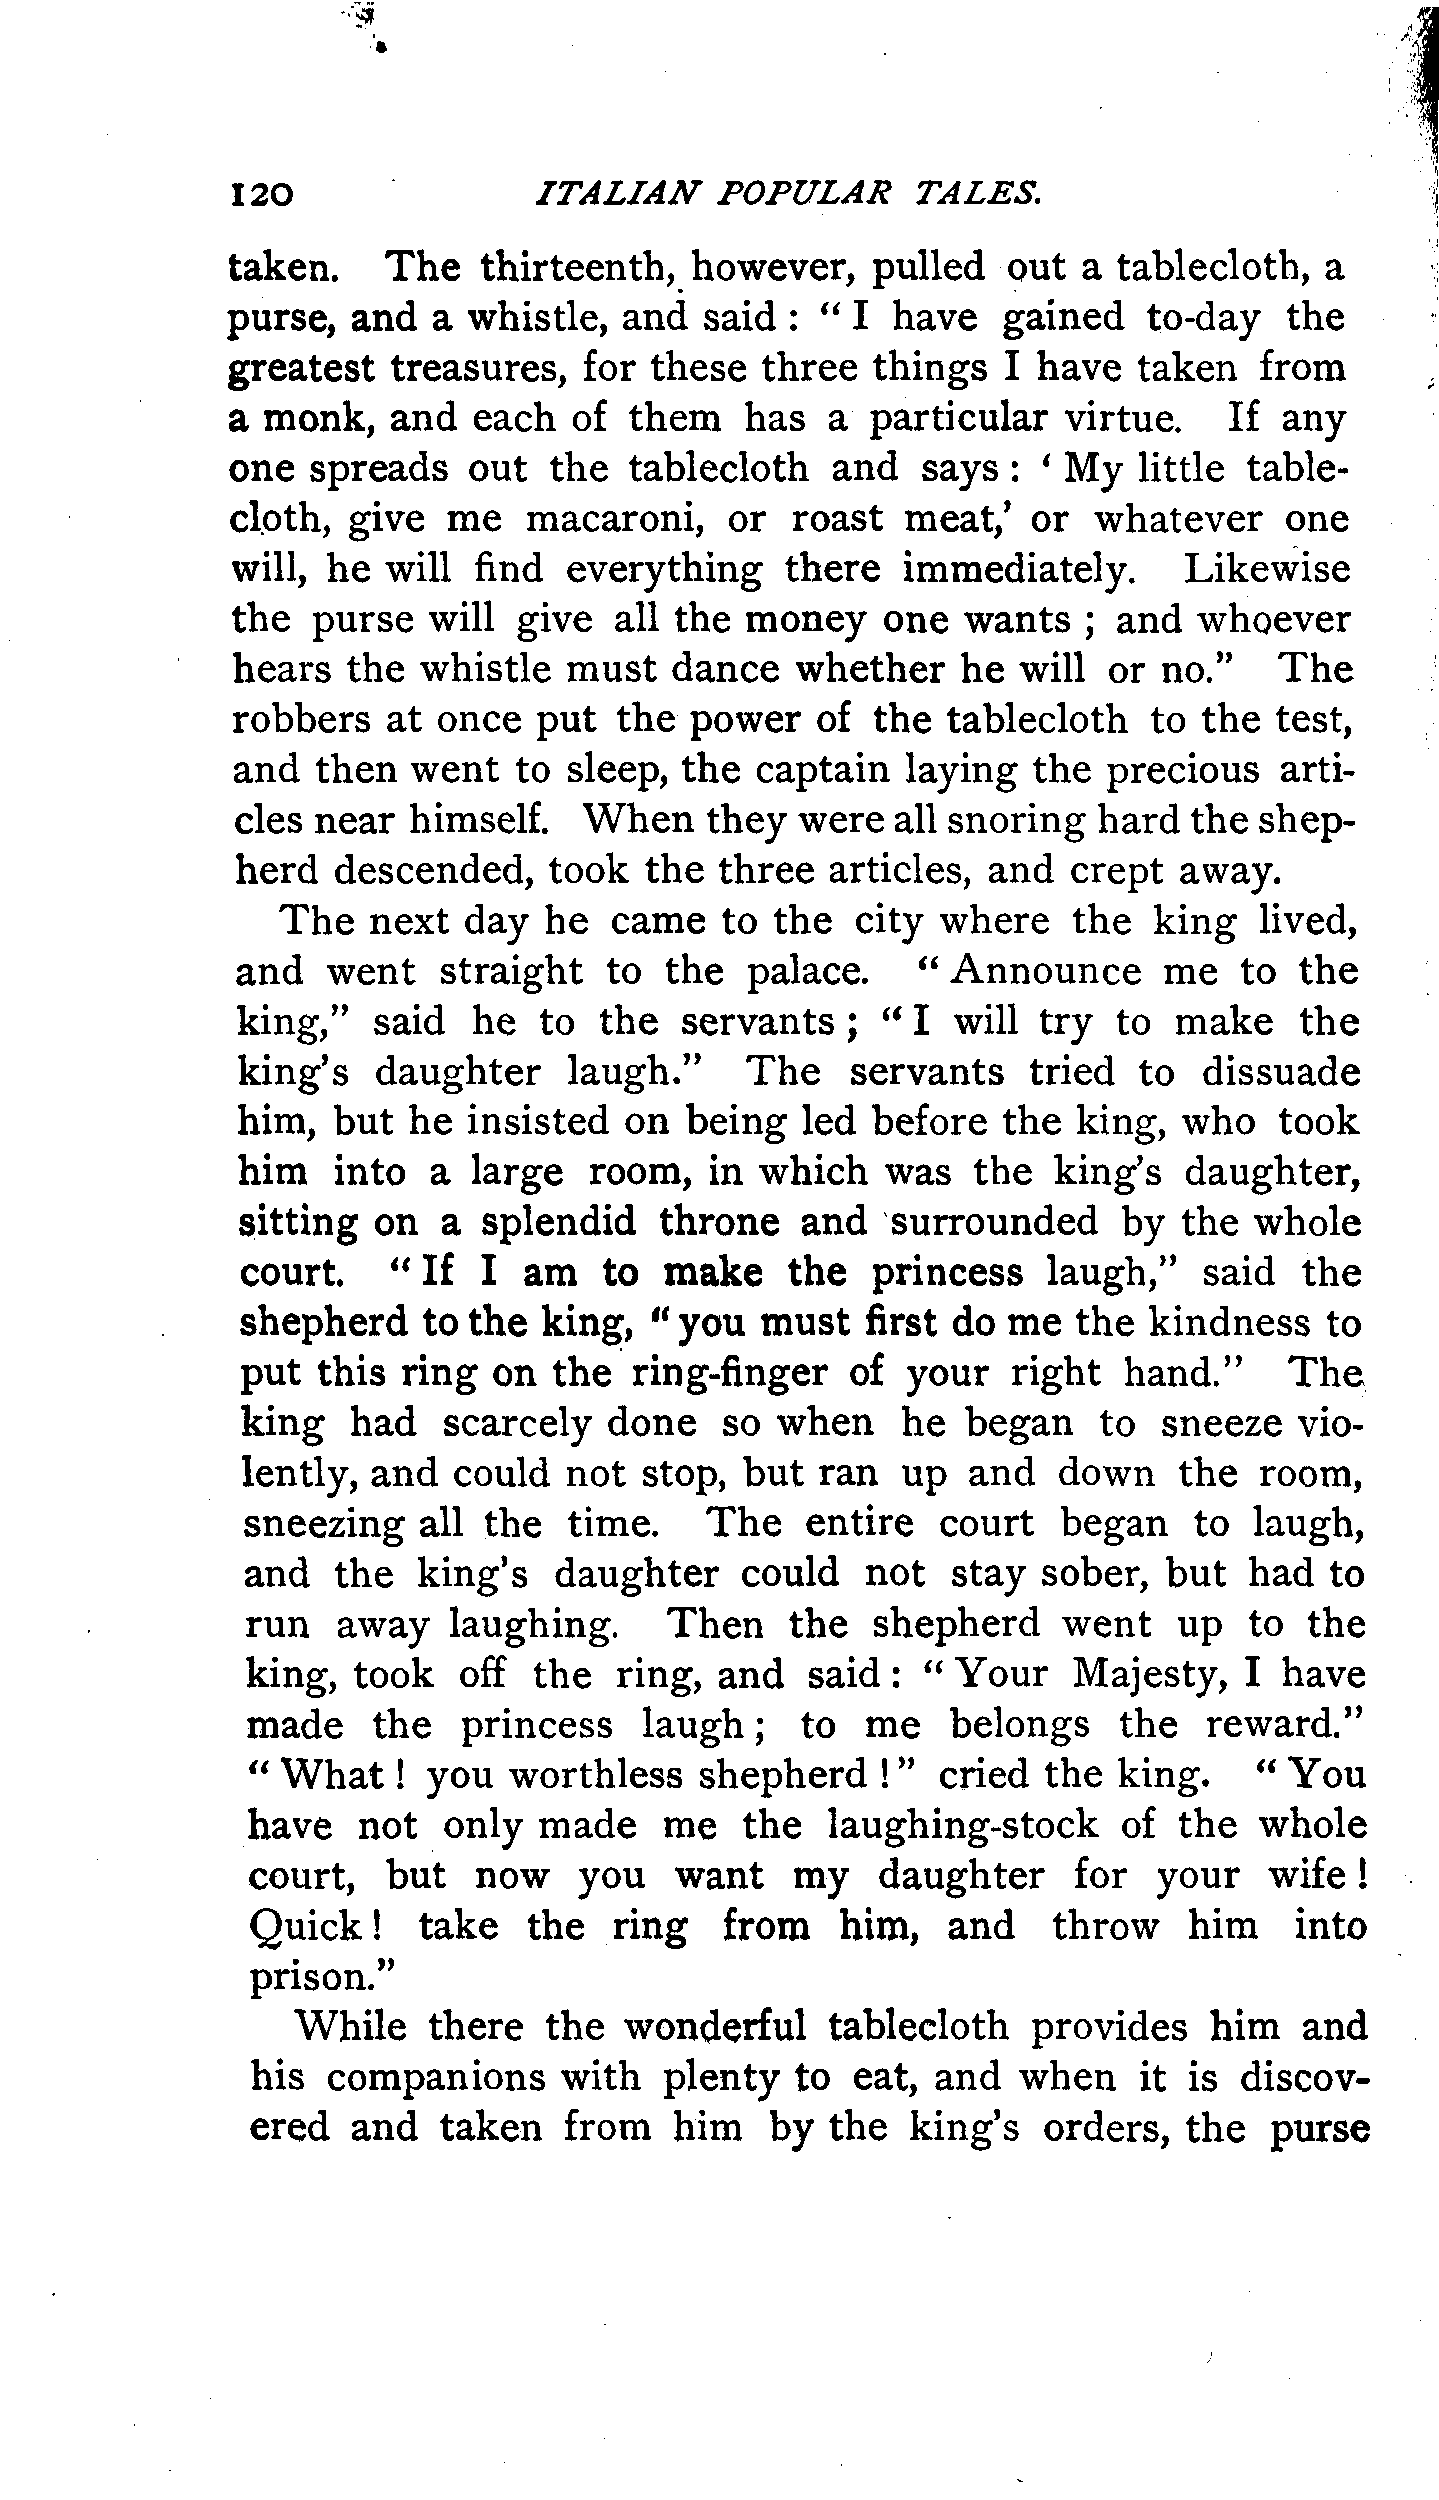 120 ITALIAN POPULAR TALES.
taken. The thirteenth, however, pulled out a tablecloth, a
purse, and a whistle, and said : “ I have gained to-day the
greatest treasures, for these three things I have taken from
a monk, and each of them has a particular virtue. If any
one spreads out the tablecloth and says : ‘ My little table-
cloth, give me macaroni, or roast meat,’ or whatever one
will, he will find everything there immediately. Likewise
the purse will give all the money one wants ; and whoever
hears the whistle must dance whether he will or no.” The
robbers at once put the power of the tablecloth to the test,
and then went to sleep, the captain laying the precious arti-
cles near himself. When they were all snoring hard the shep-
herd descended, took the three articles, and crept away.
The next day he came to the city where the king lived,
and went straight to the palace. “ Announce me to the
king,” said he to the servants ; “ I will try to make the
king’s daughter laugh.” The servants tried to dissuade
him, but he insisted on being led before the king, who took
him into a large room, in which was the king’s daughter,
sitting on a splendid throne and surrounded by the whole
court. “ If I am to make the princess laugh,” said the
shepherd to the king, “ you must first do me the kindness to
put this ring on the ring-finger of your right hand.” The
king had scarcely done so when he began to sneeze vio-
lently, and could not stop, but ran up and down the room,
sneezing all the time. The entire court began to laugh,
and the king’s daughter could not stay sober, but had to
run away laughing. Then the shepherd went up to the
king, took off the ring, and said : “ Your Majesty, I have
made the princess laugh ; to me belongs the reward.”
“ What ! you worthless shepherd ! ” cried the king. “ You
have not only made me the laughing-stock of the whole
court, but now you want my daughter for your wife !
Quick ! take the ring from him, and throw him into
prison.”
While there the wonderful tablecloth provides him and
his companions with plenty to eat, and when it is discov-
ered and taken from him by the king’s orders, the purse